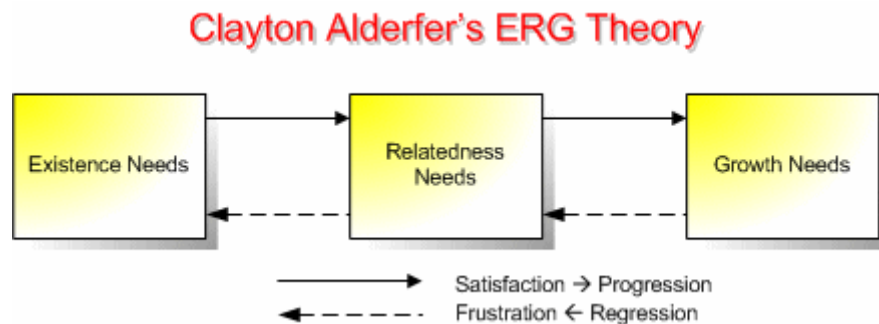 Clayton Alderfer's ERG Theory
Existence Needs
Relatedness
Needs
Growth Needs
Satisfaction → Progression
Frustration ← Regression